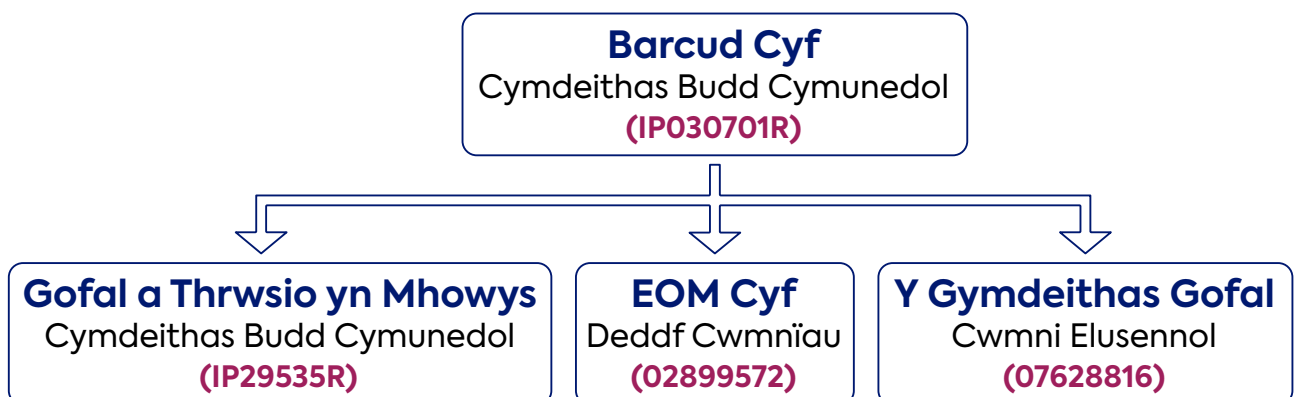 Barcud Cyf
Cymdeithas Budd Cymunedol
(IP030701R)
Gofal a Thrwsio yn Mhowys
Cymdeithas Budd Cymunedol
(IP29535R)
EOM Cyf
Deddf Cwmnïau
(02899572)
Y Gymdeithas Gofal
Cwmni Elusennol
(07628816)